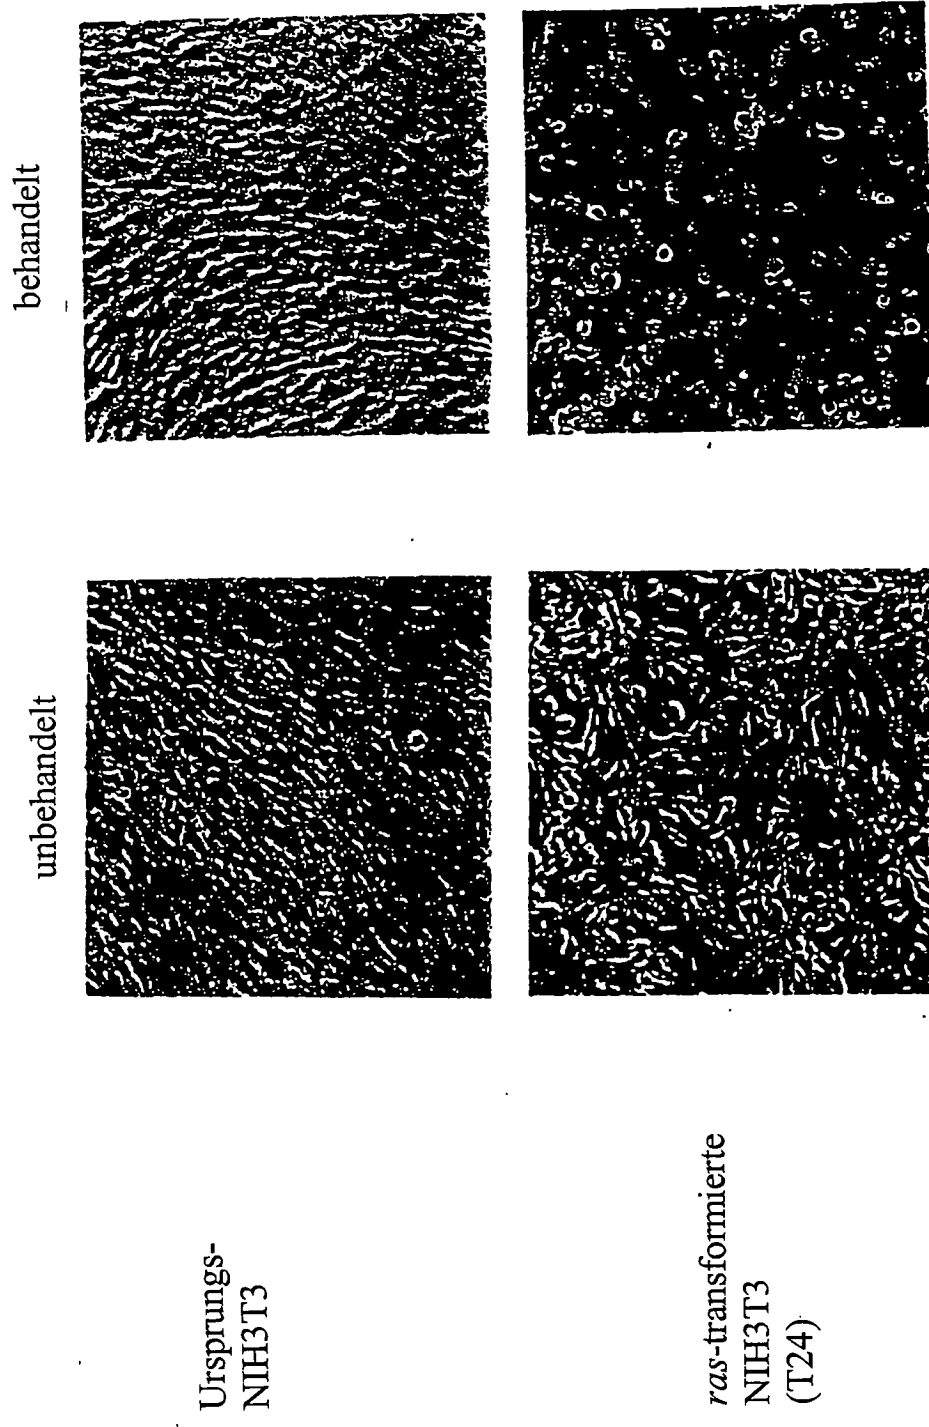 unbehandelt
behandelt
Ursprungs-
NIH3T3
ras-transformierte
NIH3T3
(T24)